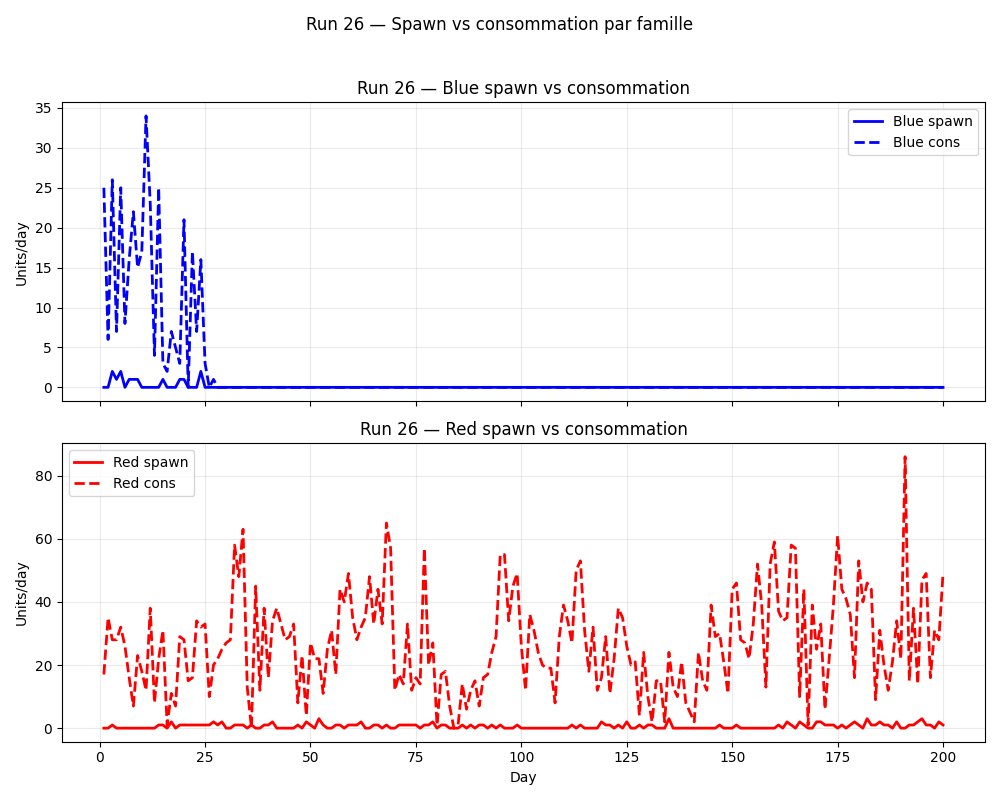 Run 26 — Spawn vs consommation par famille
Run 26 — Blue spawn vs consommation
35
30
25
20
15
10
5
0
Units/day
Blue spawn
Blue cons
Run 26 — Red spawn vs consommation
80
60
40
20
0
Units/day
Red spawn
Red cons
0 25 50 75 100 125 150 175 200
Day